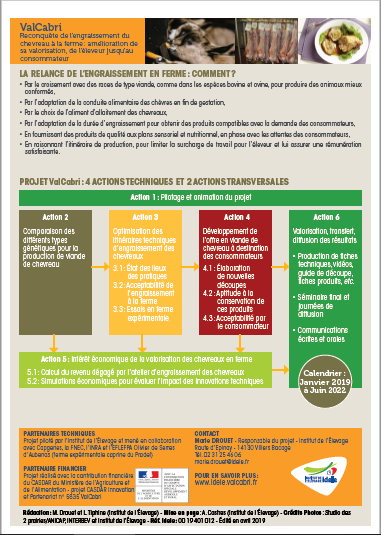 ValCabri
Reconquête de l'engraissement du
chevreau à la ferme : amélioration de
sa valorisation, de l'éleveur jusqu'au
consommateur
LA RELANCE DE L'ENGRAISSEMENT EN FERME : COMMENT ?
• Par le croisement avec des races de type viande, comme dans les espèces bovine et ovine, pour produire des animaux mieux
conformés,
• Par l'adaptation de la conduite alimentaire des chèvres en fin de gestation,
• Par le choix de l'aliment d'allaitement des chevreaux,
• Par l'adaptation de la durée d'engraissement pour obtenir des produits compatibles avec la demande des consommateurs,
• En fournissant des produits de qualité aux plans sensoriel et nutritionnel, en phase avec les attentes des consommateurs,
• En raisonnant l'itinéraire de production, pour limiter la surcharge de travail pour l'éleveur et lui assurer une rémunération
satisfaisante.
PROJET ValCabri : 4 ACTIONS TECHNIQUES ET 2 ACTIONS TRANSVERSALES
Action 1 : Pilotage et animation du projet
Action 2
Comparaison des
différents types
génétiques pour la
production de viande
de chevreau
Action 3
Optimisation des
itinéraires techniques
d'engraissement des
chevreaux
3.1 : État des lieux
des pratiques
3.2 : Acceptabilité de
l'engraissement
à la ferme
3.3 : Essais en ferme
expérimentale
Action 4
Développement de
l'offre en viande de
chevreau à destination
des consommateurs
4.1 : Élaboration
de nouvelles
découpes
4.2 : Aptitude à la
conservation de
ces produits
4.3 : Acceptabilité par
le consommateur
Action 6
Valorisation, transfert,
diffusion des résultats
• Production de fiches
techniques, vidéos,
guide de découpe,
fiches produits, etc.
• Séminaire final et
journées de
diffusion
• Communications
écrites et orales
Action 5 : Intérêt économique de la valorisation des chevreaux en ferme
5.1 : Calcul du revenu dégagé par l'atelier d'engraissement des chevreaux
5.2 : Simulations économiques pour évaluer l'impact des innovations techniques
Calendrier :
Janvier 2019
à Juin 2022
PARTENAIRES TECHNIQUES
Projet piloté par l'Institut de l'Élevage et mené en collaboration
avec Capgènes, la FNEC, l'INRA et l'EPLEFPA Olivier de Serres
d'Aubenas (ferme expérimentale caprine du Pradel)
PARTENAIRE FINANCIER
Projet réalisé avec la contribution financière
du CASDAR du Ministère de l'Agriculture et
de l'Alimentation - projet CASDAR Innovation
et Partenariat n° 5835 ValCabri
CONTACT
Marie DROUET - Responsable du projet - Institut de l'Élevage
Route d'Epinay - 14130 Villers Bocage
Tél. 02 31 25 46 06
marie.drouet@idele.fr
POUR EN SAVOIR PLUS :
www.idele.valcabri.fr
idele
Rédaction : M. Drouet et L. Tiphine (Institut de l'Élevage) - Mise en page : A. Castex (Institut de l'Élevage) - Crédits Photos : Studio des
2 prairies/ANICAP, INTERBEV et Institut de l'Élevage - Réf. Idele : 00 19 401 012 - Édité en avril 2019